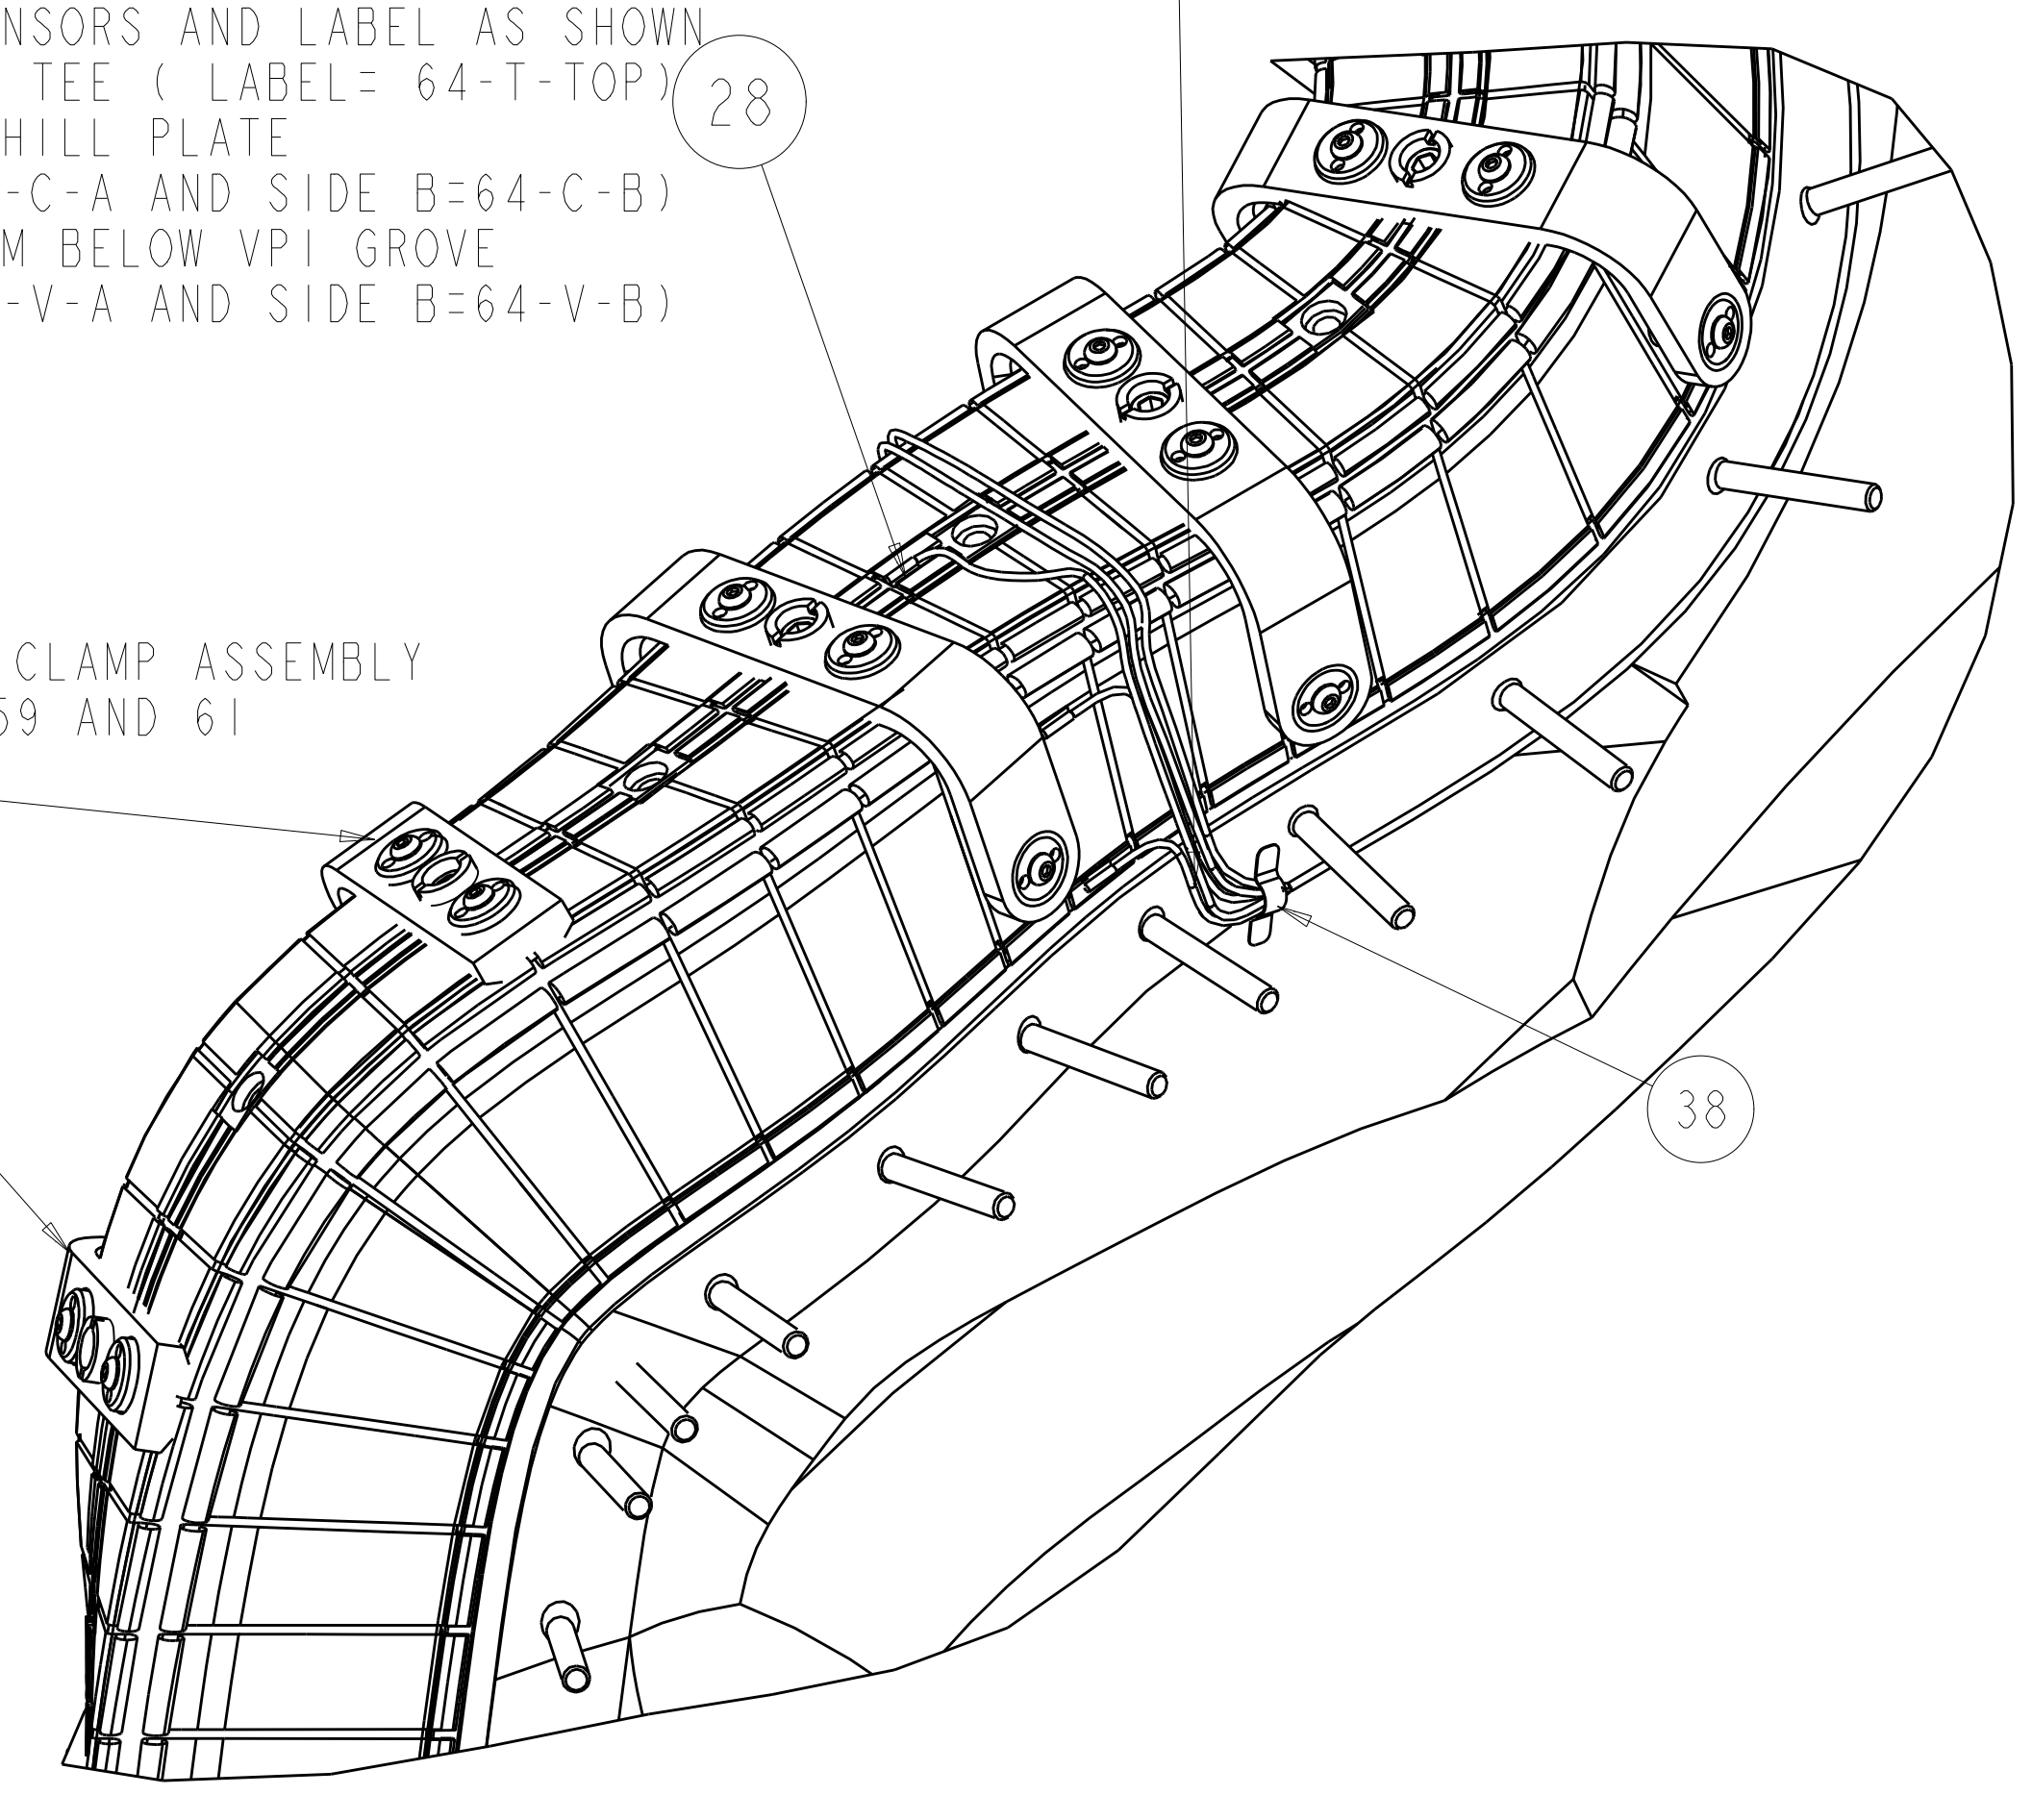 NSORS AND LABEL AS SHOWN
TEE ( LABEL= 64-T-TOP)
28
HILL PLATE
-C-A AND SIDE B=64-C-B)
M BELOW VPI GROVE
-V-A AND SIDE B=64-V-B)
CLAMP ASSEMBLY
59 AND 61
38